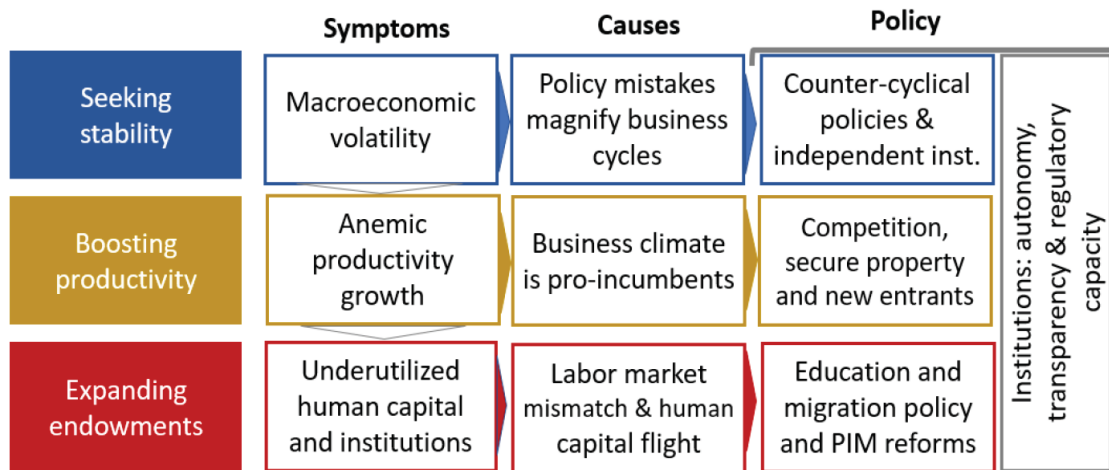 Symptoms
Causes
Policy
Seeking
stability
Macroeconomic
volatility
Policy mistakes
magnify business
cycles
Counter-cyclical
policies &
independent inst.
Boosting
productivity
Anemic
productivity
growth
Business climate
is pro-incumbents
Competition,
secure property
and new entrants
Expanding
endowments
Underutilized
human capital
and institutions
Labor market
mismatch & human
capital flight
Education and
migration policy
and PIM reforms
Institutions: autonomy,
transparency & regulatory
capacity